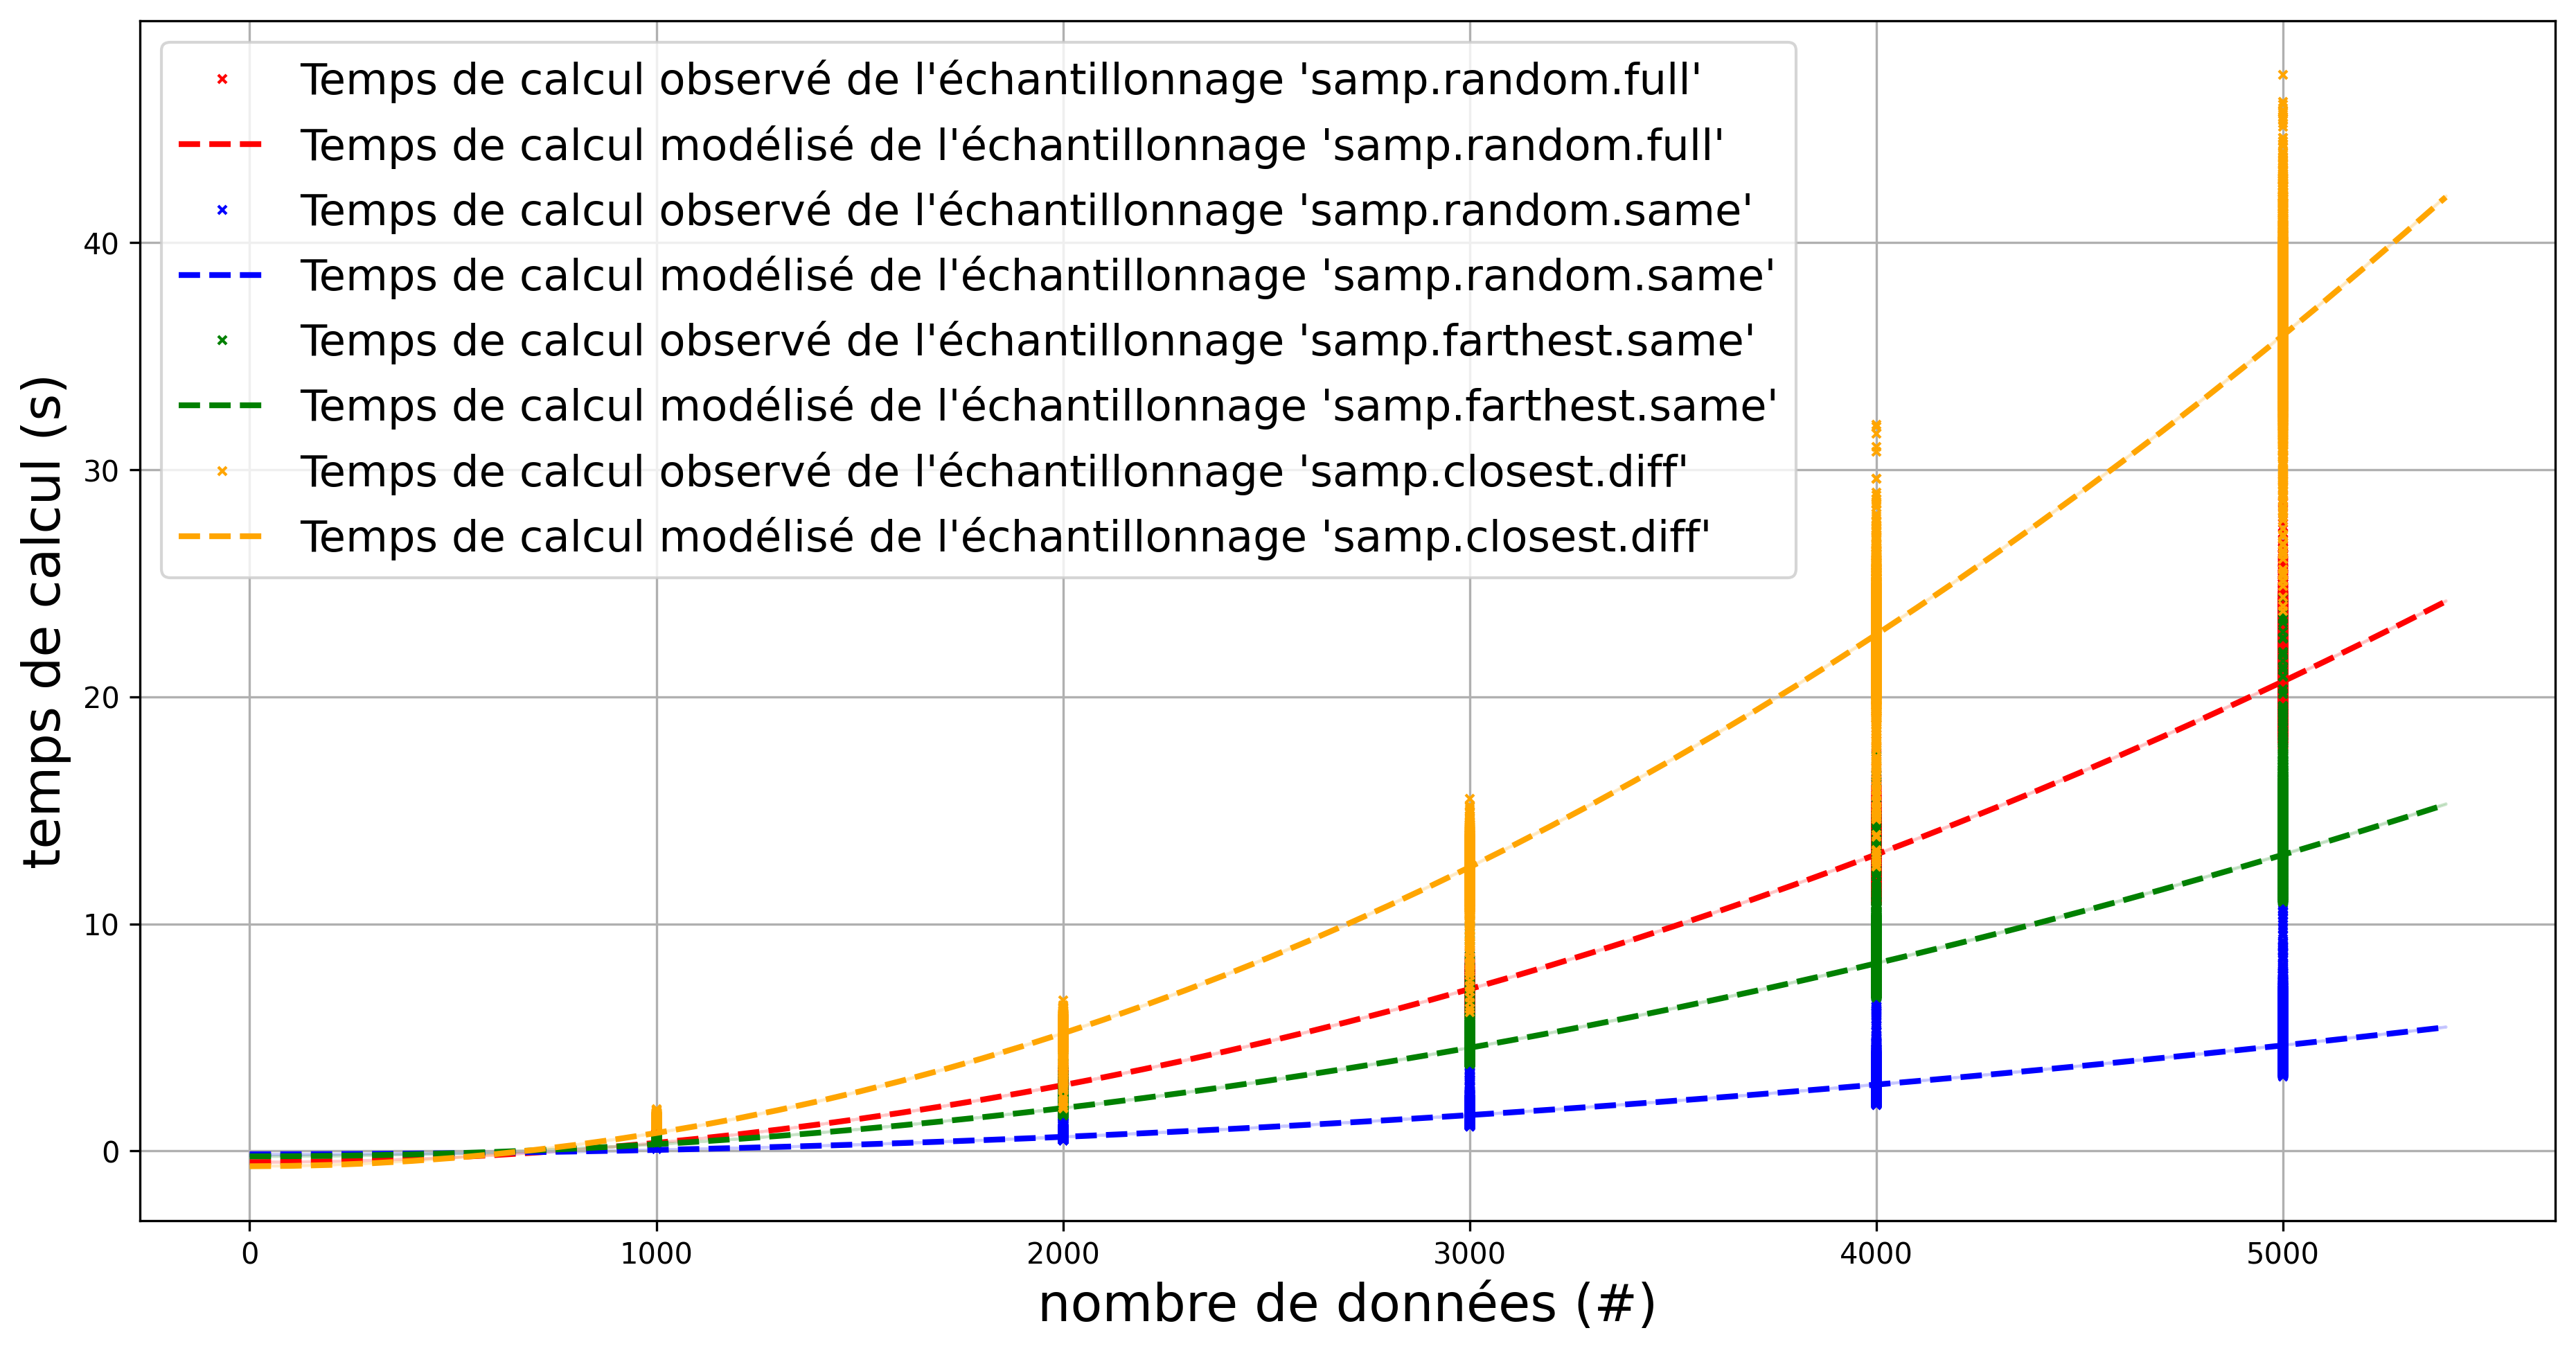 Temps de calcul observé de l'échantillonnage 'samp.random.full'
Temps de calcul modélisé de l'échantillonnage 'samp.random.full'
Temps de calcul observé de l'échantillonnage 'samp.random.same'
Temps de calcul modélisé de l'échantillonnage 'samp.random.same'
Temps de calcul observé de l'échantillonnage 'samp.farthest.same'
Temps de calcul modélisé de l'échantillonnage 'samp.farthest.same'
Temps de calcul observé de l'échantillonnage 'samp.closest.diff'
Temps de calcul modélisé de l'échantillonnage 'samp.closest.diff'
temps de calcul (s)
40
30
20
10
0
0 1000 2000 3000 4000 5000
nombre de données (#)